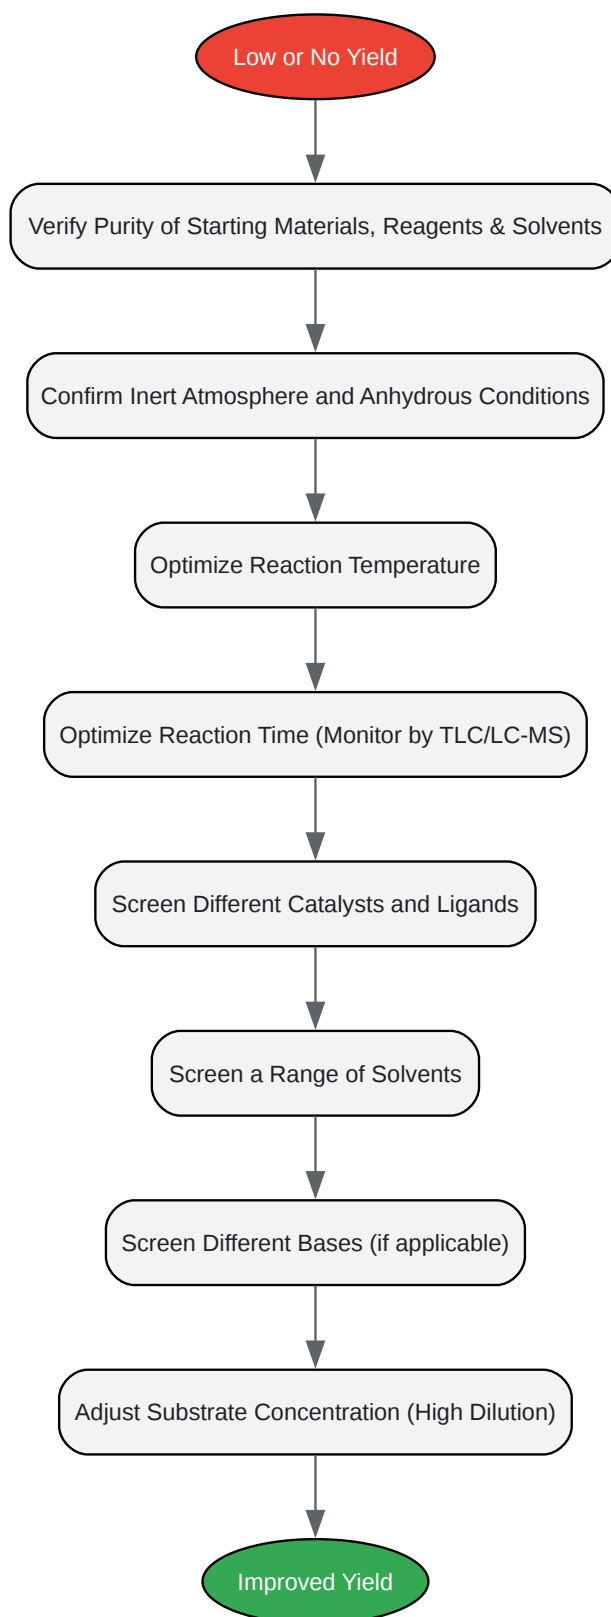 Low or No Yield
Verify Purity of Starting Materials, Reagents & Solvents
Confirm Inert Atmosphere and Anhydrous Conditions
Optimize Reaction Temperature
Optimize Reaction Time (Monitor by TLC/LC-MS)
Screen Different Catalysts and Ligands
Screen a Range of Solvents
Screen Different Bases (if applicable)
Adjust Substrate Concentration (High Dilution)
Improved Yield